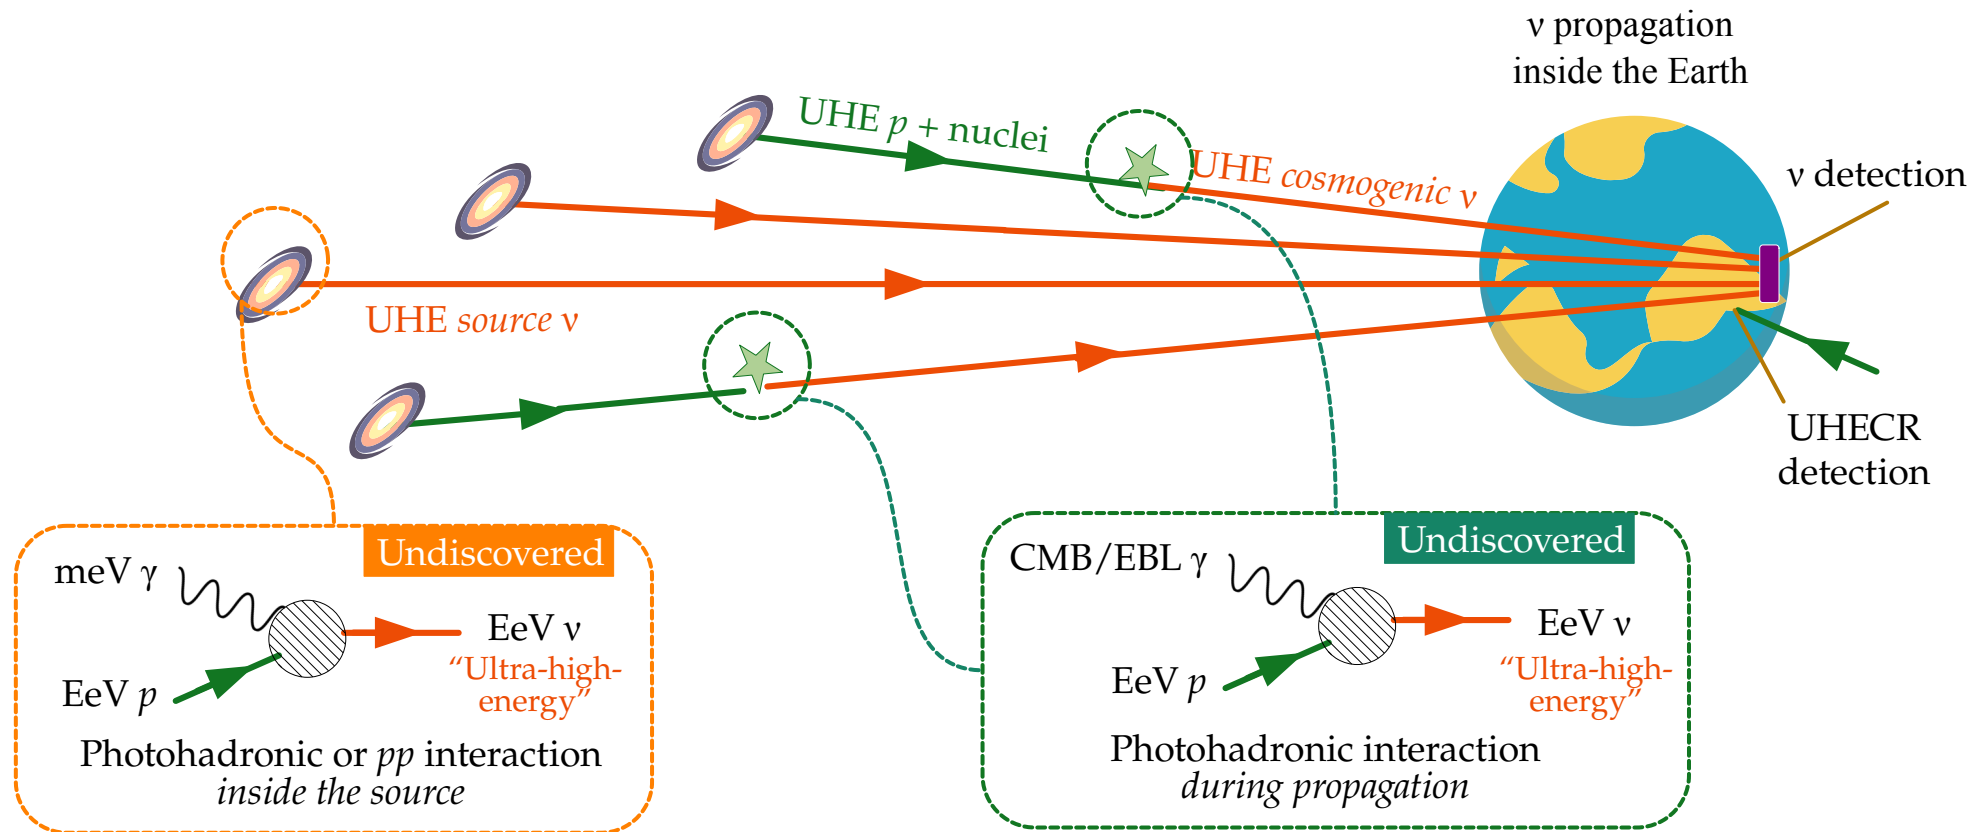 ν propagation
inside the Earth
UHE p + nuclei
UHE cosmogenic ν
ν detection
UHE source ν
UHECR
detection
Undiscovered
meV γ
EeV ν
“Ultra-high-
energy”
EeV p
Photohadronic or pp interaction
inside the source
Undiscovered
CMB/EBL γ
EeV ν
“Ultra-high-
energy”
EeV p
Photohadronic interaction
during propagation